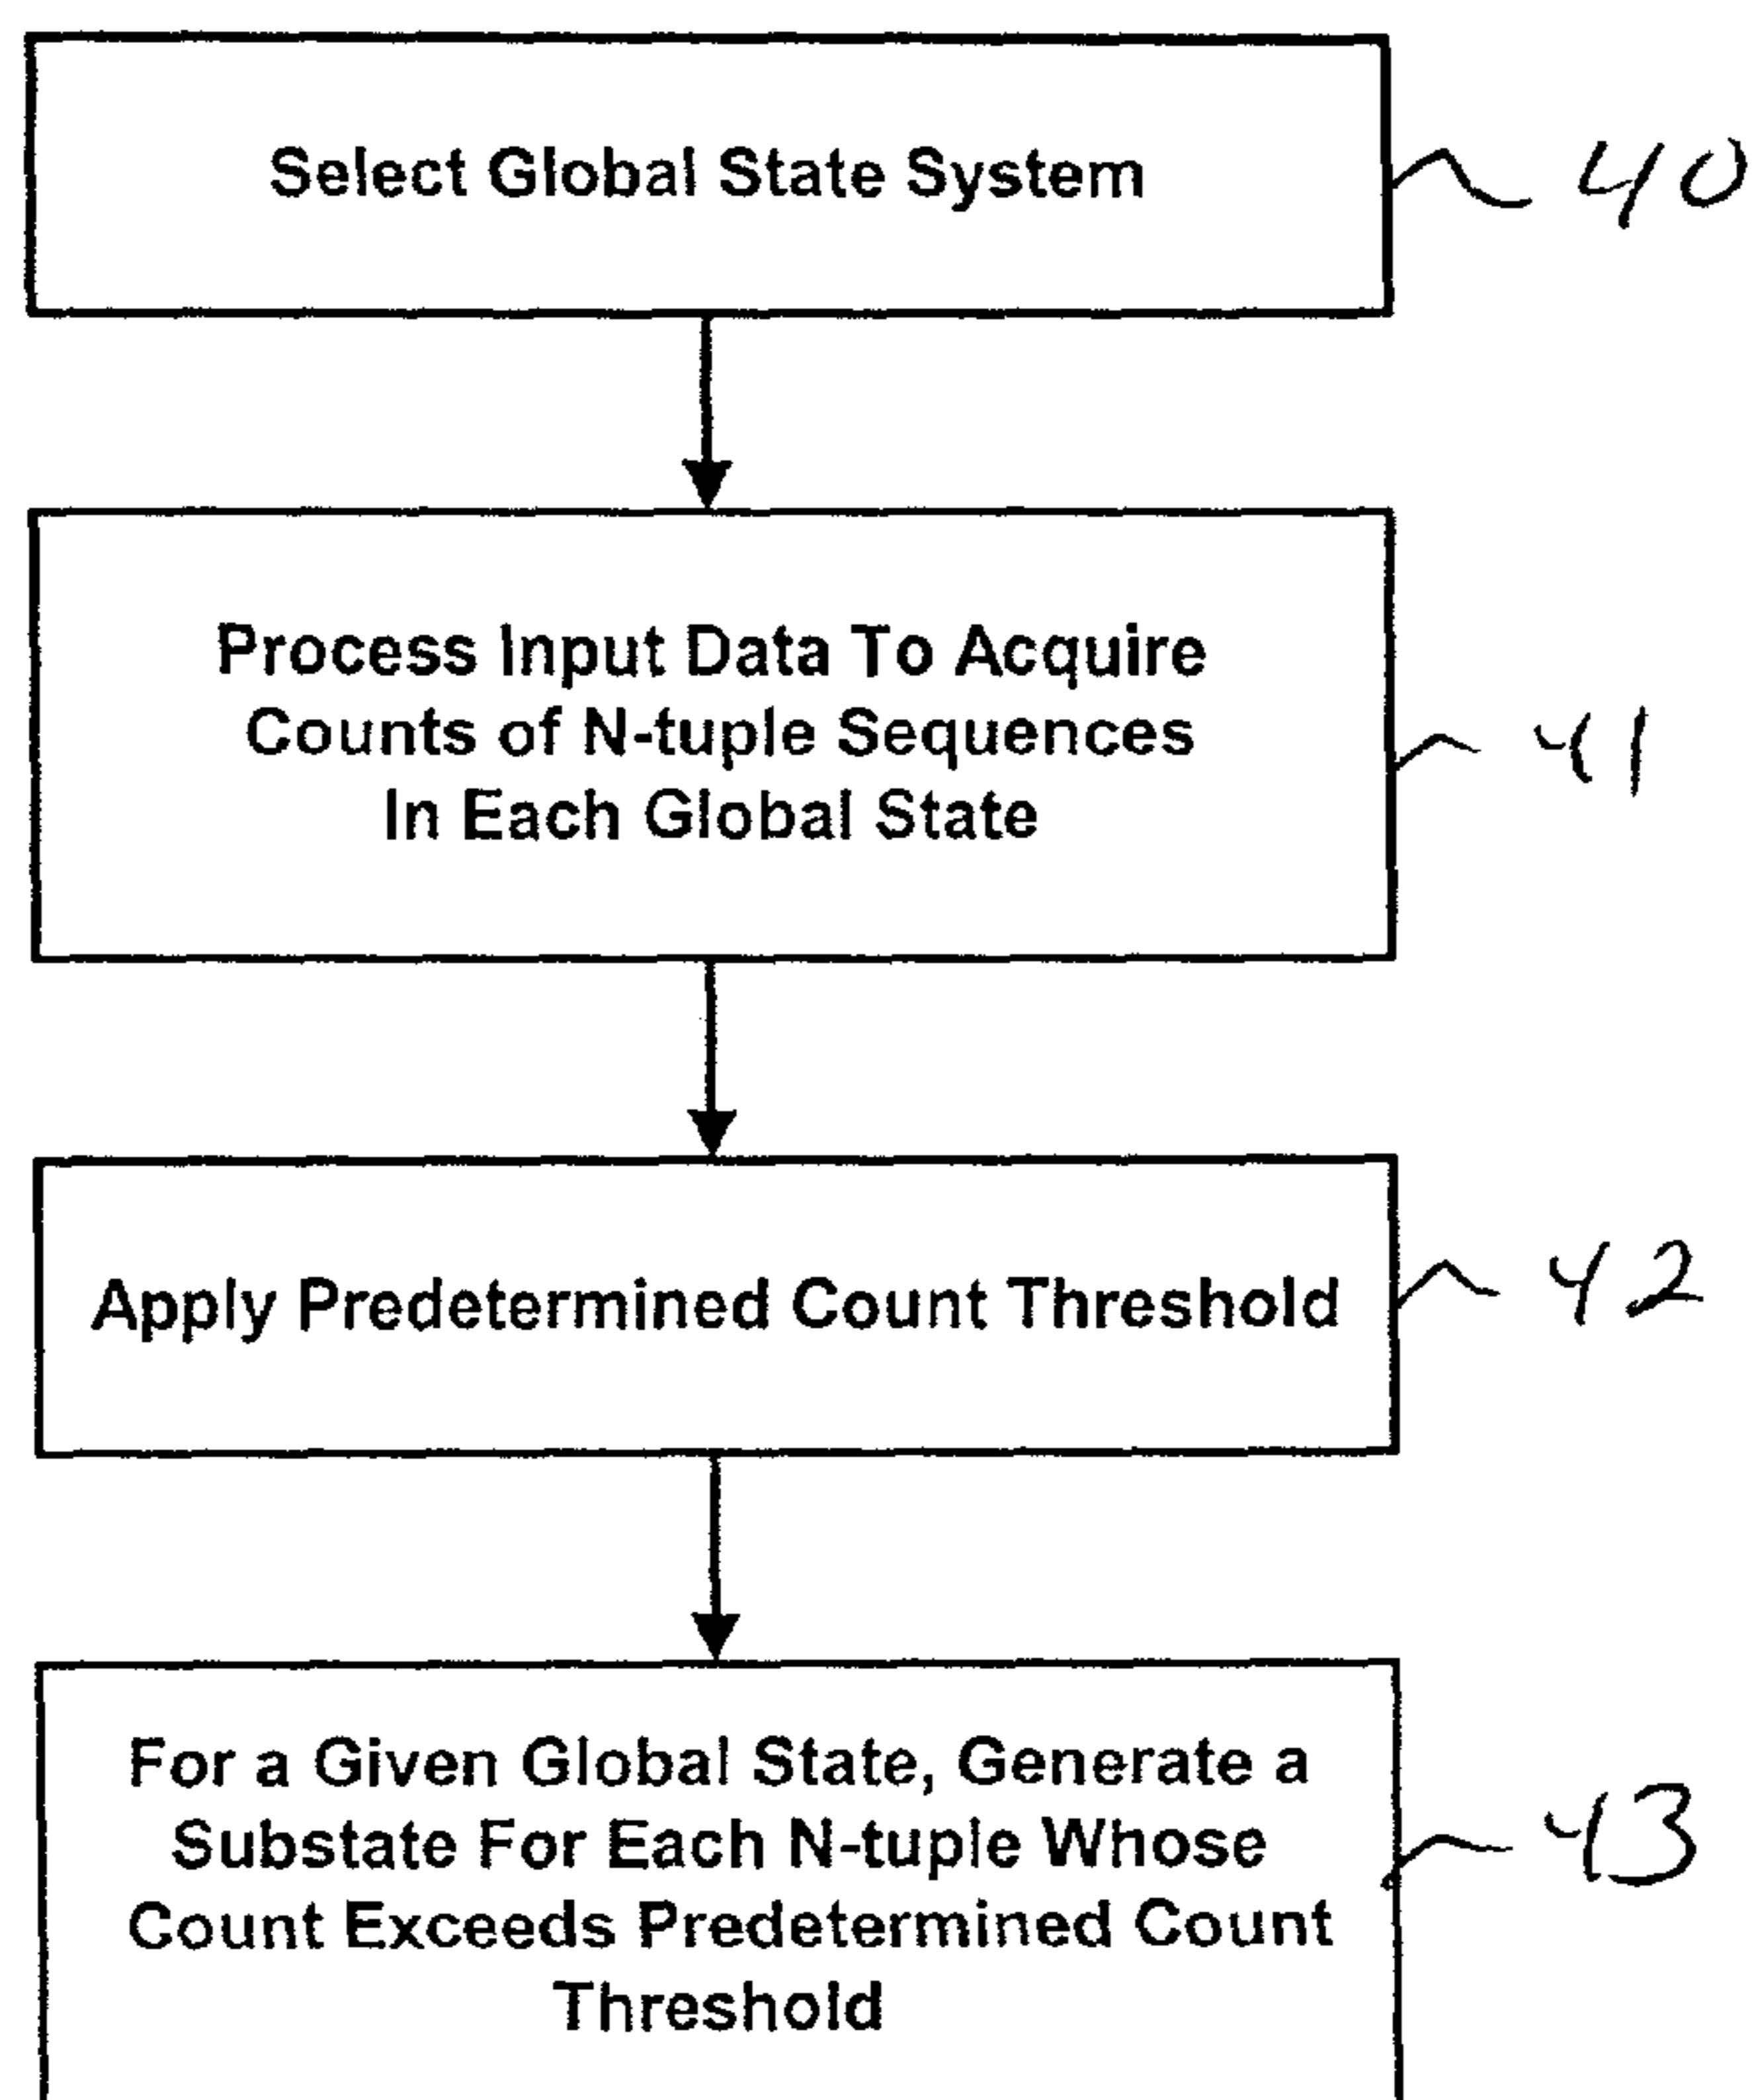 Select Global State System
40
Process Input Data To Acquire
Counts of N-tuple Sequences
In Each Global State
41
Apply Predetermined Count Threshold
42
For a Given Global State, Generate a
Substate For Each N-tuple Whose
Count Exceeds Predetermined Count
Threshold
43